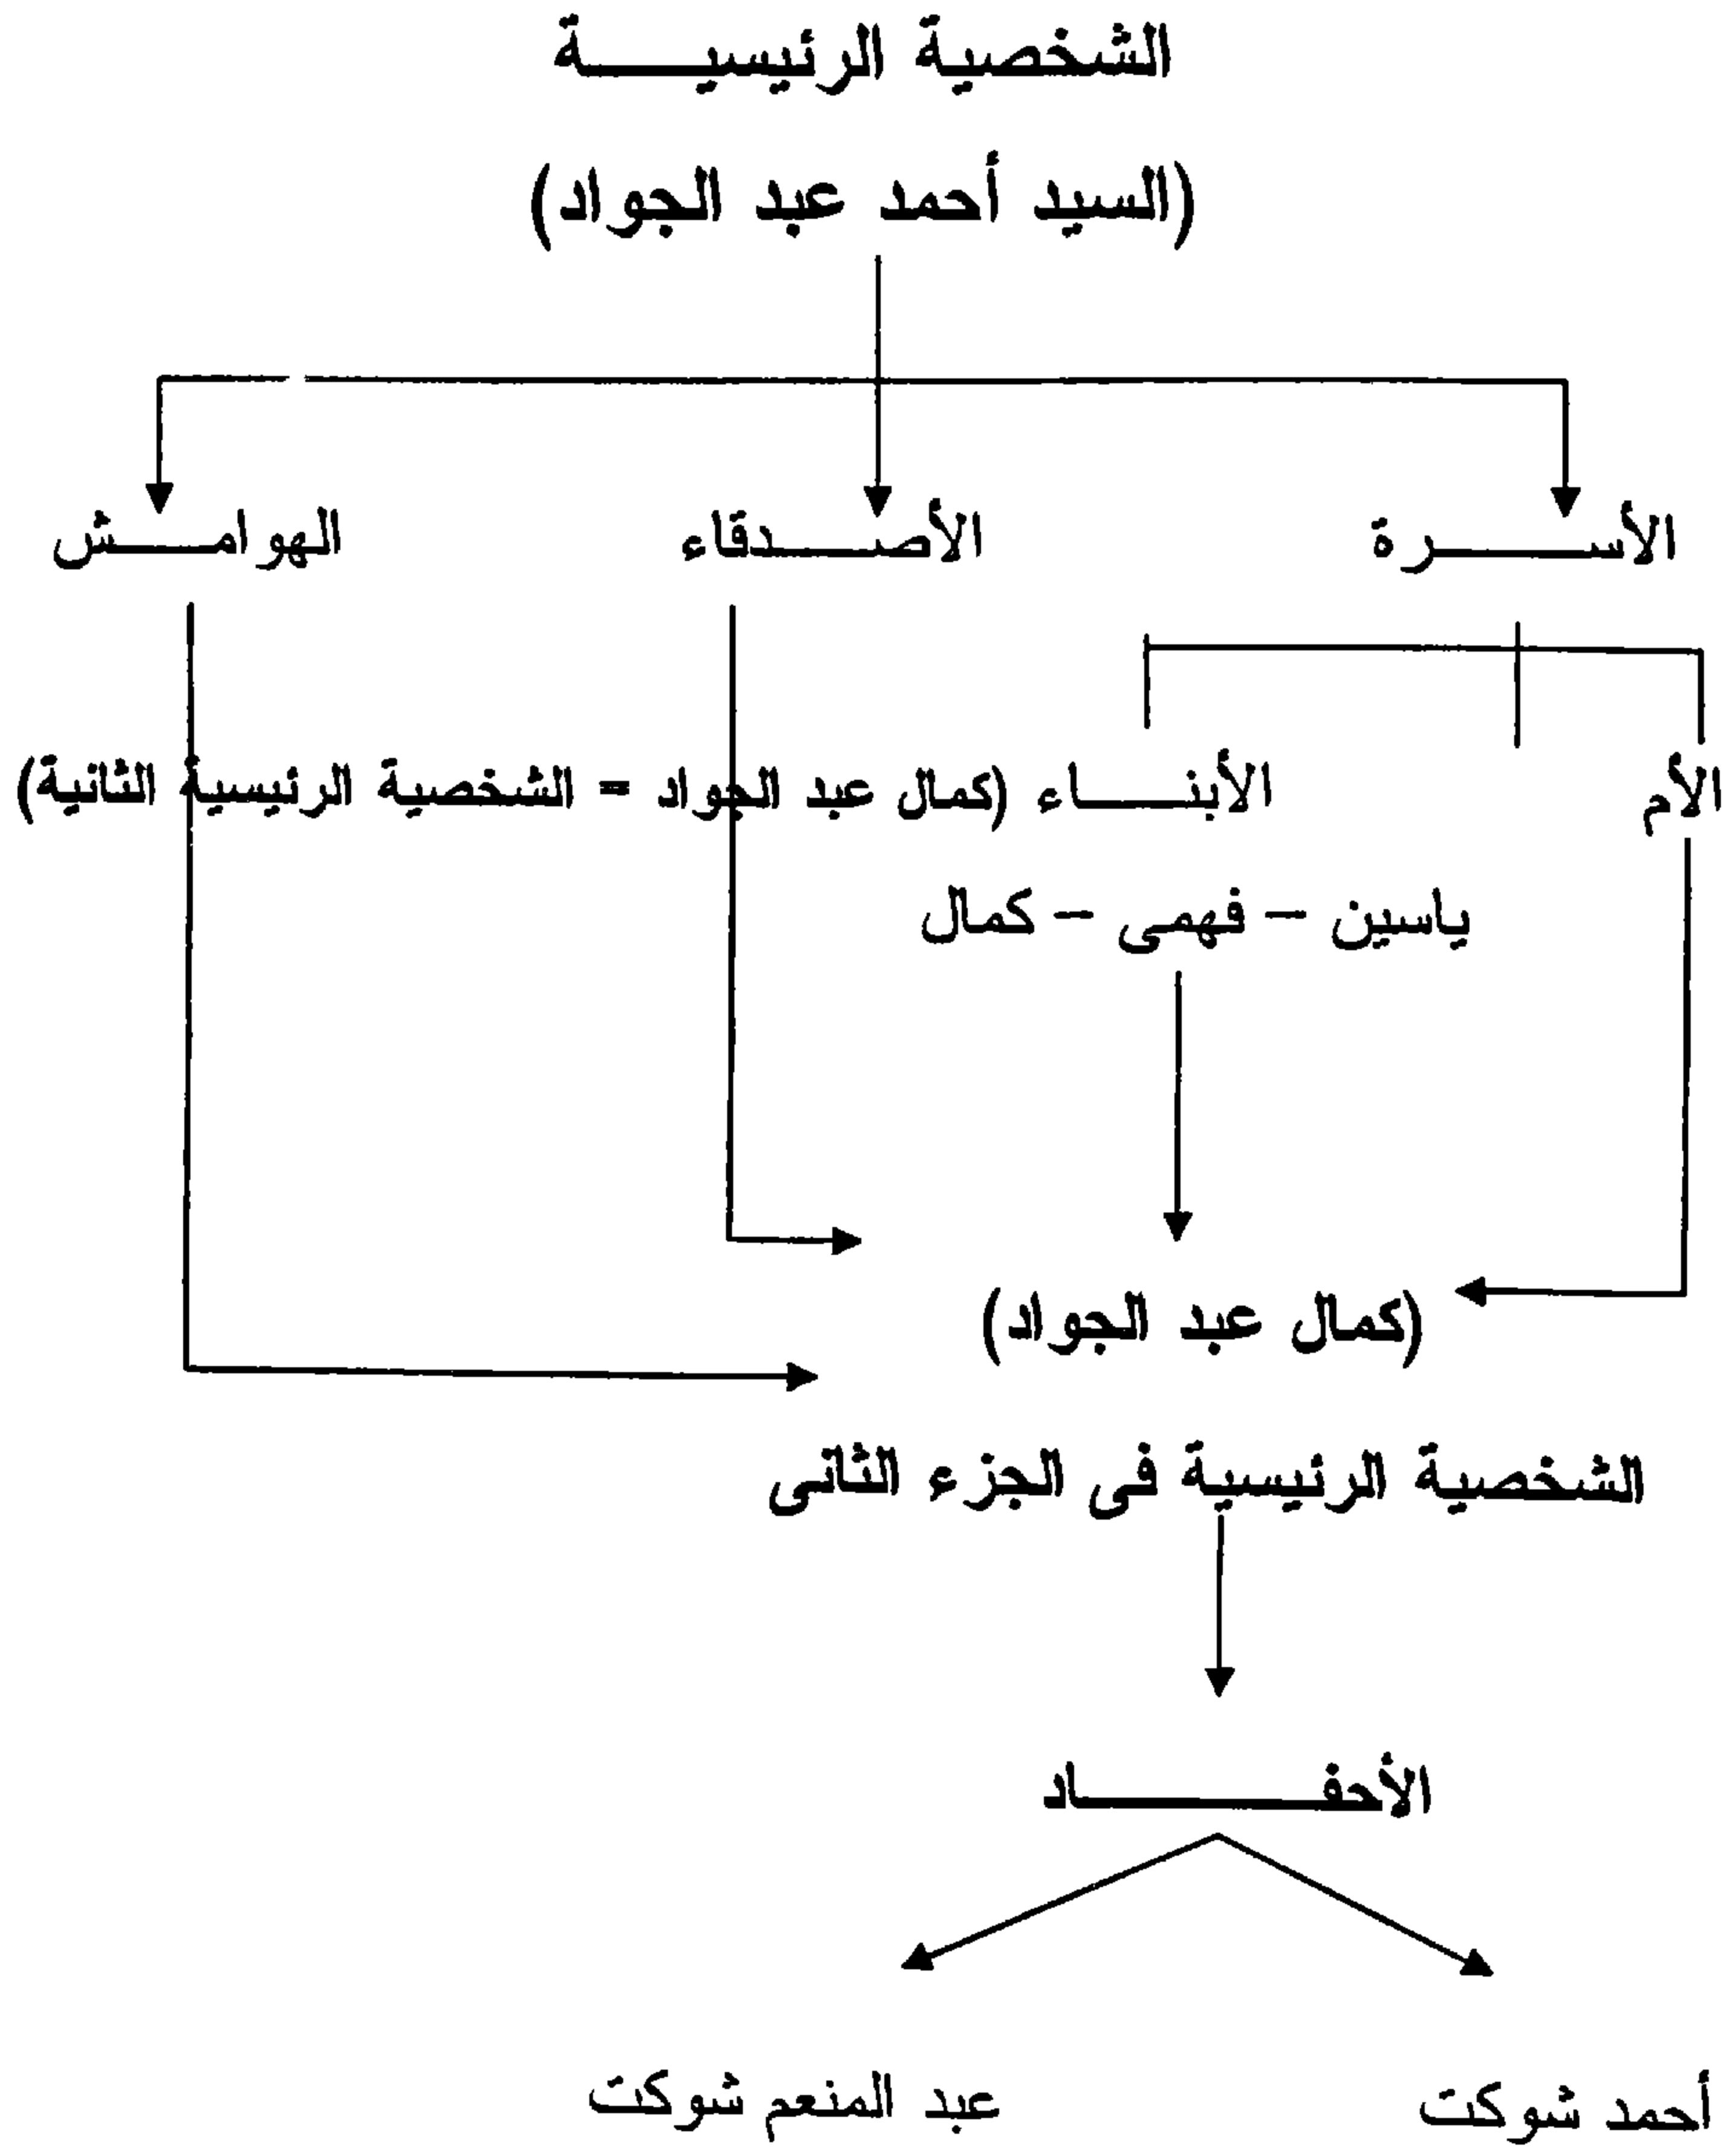 الشخصية الرئيسية
(السيد أحمد عبد الجواد)
الأسرة الأصدقاء الهوامش
الأم الأبناء (كمال عبد الجواد = الشخصية الرئيسية الثانية)
ياسين – فهمى – كمال
(كمال عبد الجواد)
الشخصية الرئيسية فى الجزء الثانى
الأحفاد
أحمد شوكت عبد المنعم شوكت